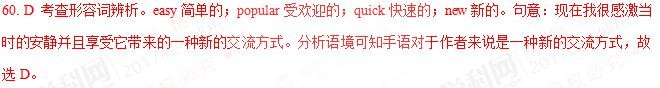 60. D 考查形容词辨析。easy 简单的；popular 受欢迎的；quick 快速的；new 新的。句意：现在我很感激当
时的安静并且享受它带来的一种新的交流方式。分析语境可知手语对于作者来说是一种新的交流方式，故
选 D。